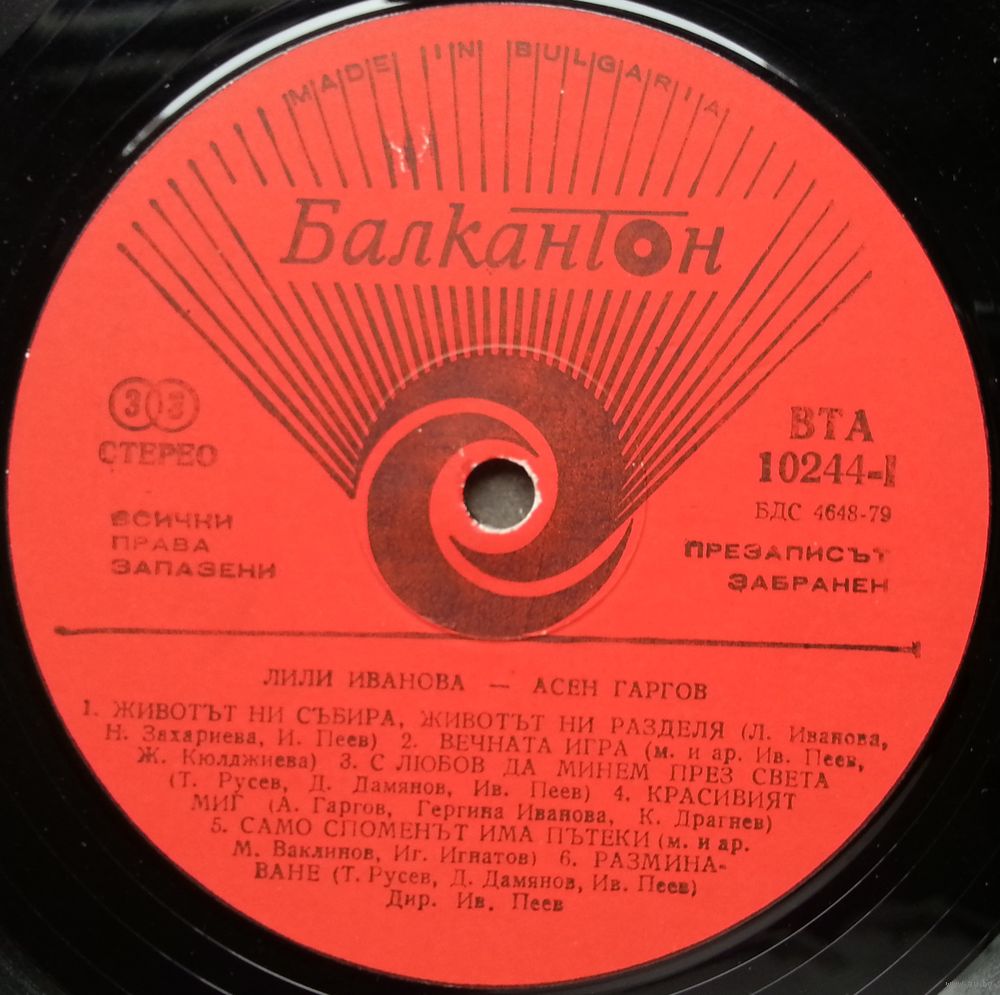 MADE IN BULGARIA
Балкантон
33
СТЕРЕО
ВСИЧКИ
ПРАВА
ЗАПАЗЕНИ
ВТА
10244-I
БДС 4648-79
ПРЕЗАПИСЪТ
ЗАБРАНЕН
ЛИЛИ ИВАНОВА — АСЕН ГАРГОВ
1. ЖИВОТЪТ НИ СЪБИРА, ЖИВОТЪТ НИ РАЗДЕЛЯ (Л. Иванова,
Н. Захариева, И. Пеев) 2. ВЕЧНАТА ИГРА (м. и ар. Ив. Пеев,
Ж. Кюлджиева) 3. С ЛЮБОВ ДА МИНЕМ ПРЕЗ СВЕТА
(Т. Русев, Д. Дамянов, Ив. Пеев) 4. КРАСИВИЯТ
МИГ (А. Гаргов, Гергина Иванова, К. Драгнев)
5. САМО СПОМЕНЪТ ИМА ПЪТЕКИ (м. и ар.
М. Ваклинов, Иг. Игнатов) 6. РАЗМИНА-
ВАНЕ (Т. Русев, Д. Дамянов, Ив. Пеев)
Дир. Ив. Пеев